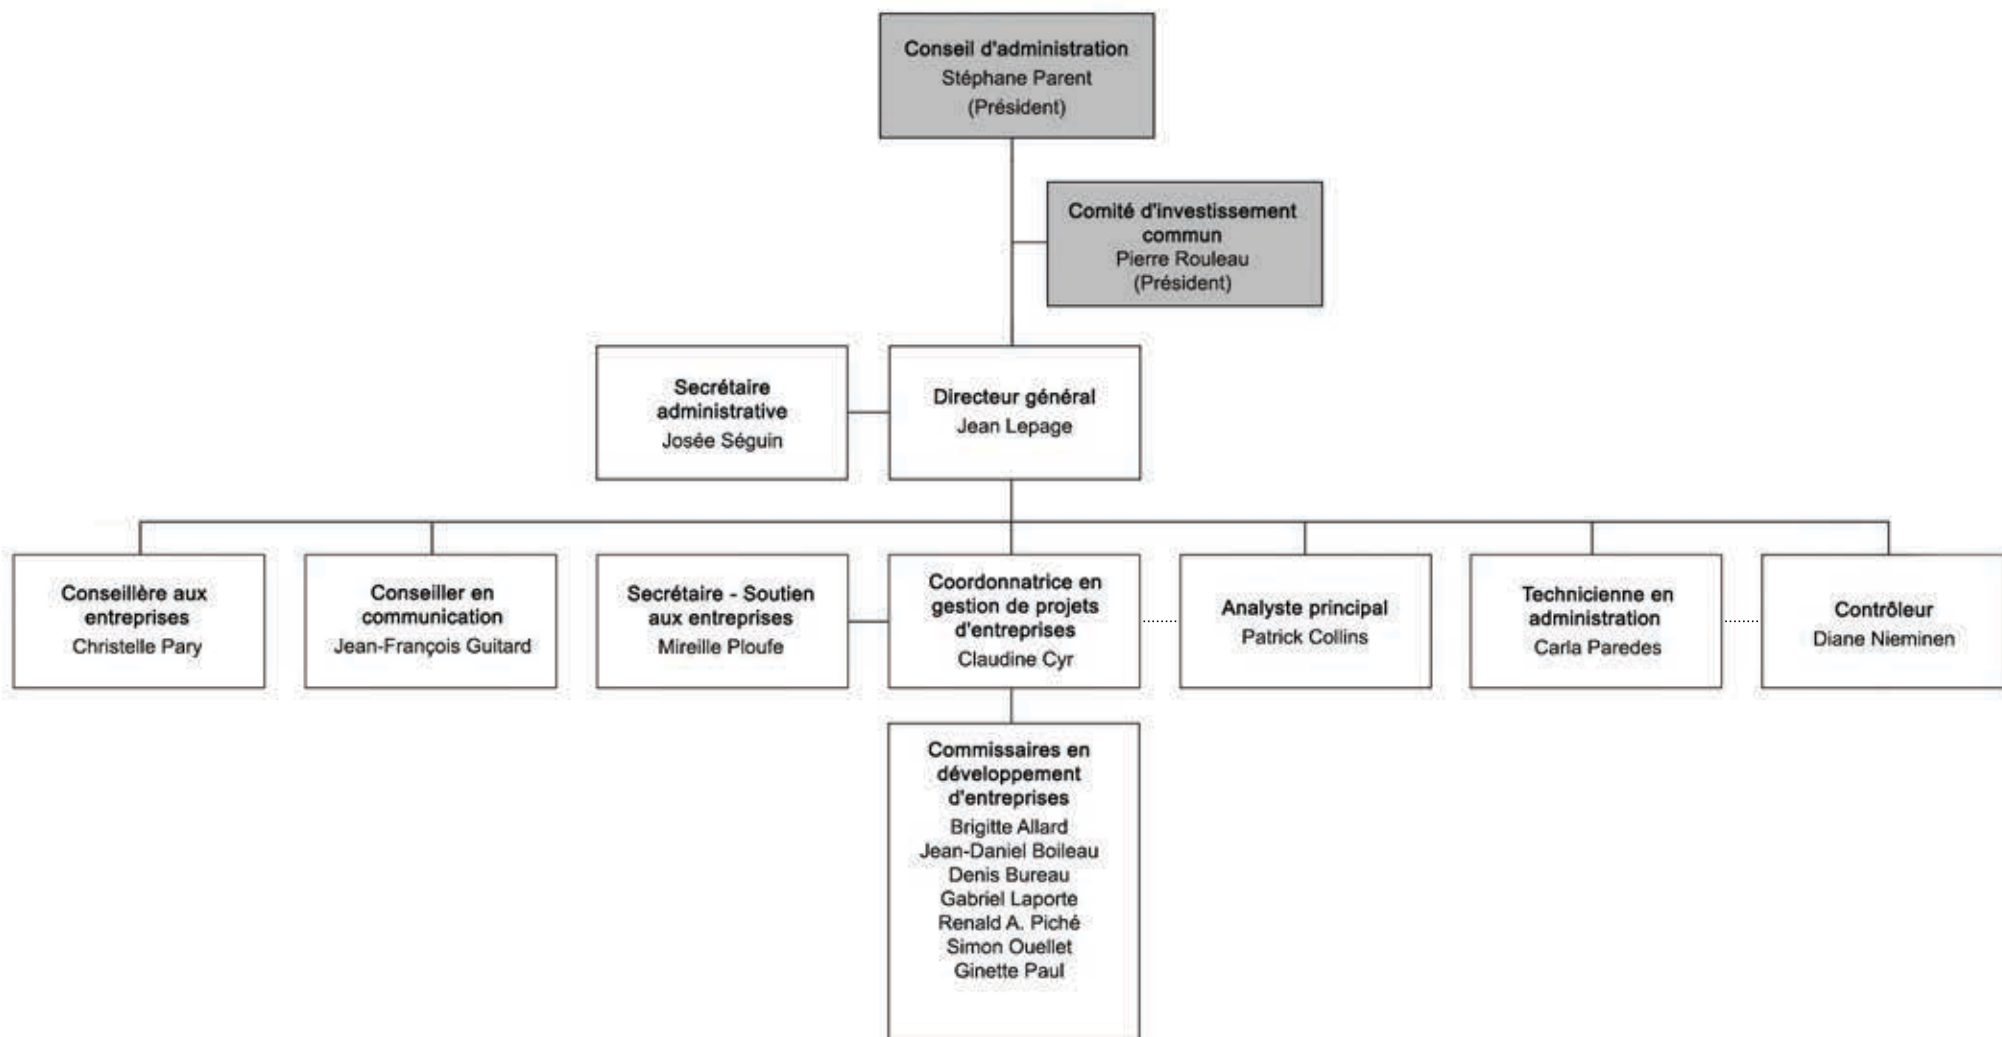 Conseil d'administration
Stéphane Parent
(Président)
Comité d'investissement
commun
Pierre Rouleau
(Président)
Secrétaire
administrative
Josée Séguin
Directeur général
Jean Lepage
Conseillère aux
entreprises
Christelle Pary
Conseiller en
communication
Jean-François Guitard
Secrétaire - Soutien
aux entreprises
Mireille Ploufe
Coordonnatrice en
gestion de projets
d'entreprises
Claudine Cyr
Analyste principal
Patrick Collins
Technicienne en
administration
Carla Paredes
Contrôleur
Diane Nieminen
Commissaires en
développement
d'entreprises
Brigitte Allard
Jean-Daniel Boileau
Denis Bureau
Gabriel Laporte
Renald A. Piché
Simon Ouellet
Ginette Paul